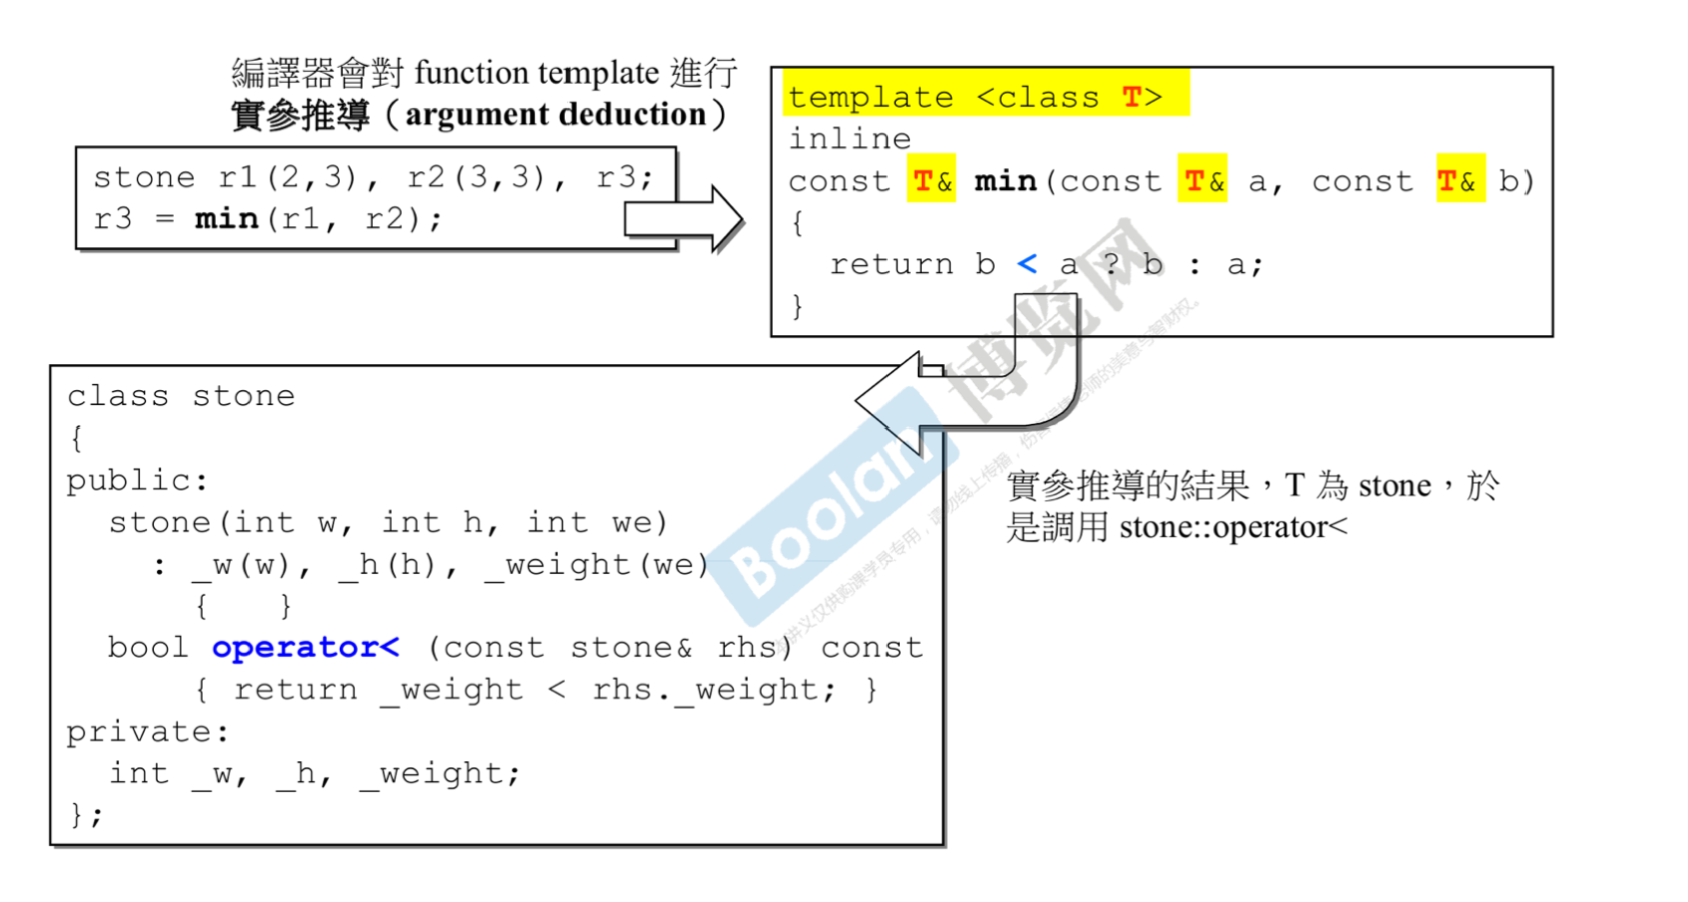 編譯器會對 function template 進行
實參推導（argument deduction）
stone r1(2,3), r2(3,3), r3;
r3 = min(r1, r2);
template <class T>
inline
const T& min(const T& a, const T& b)
{
return b < a ? b : a;
}
class stone
{
public:
stone(int w, int h, int we)
: _w(w), _h(h), _weight(we)
{ }
bool operator< (const stone& rhs) const
{ return _weight < rhs._weight; }
private:
int _w, _h, _weight;
};
實參推導的結果，T 為 stone，於
是調用 stone::operator<
Boolan 博览网